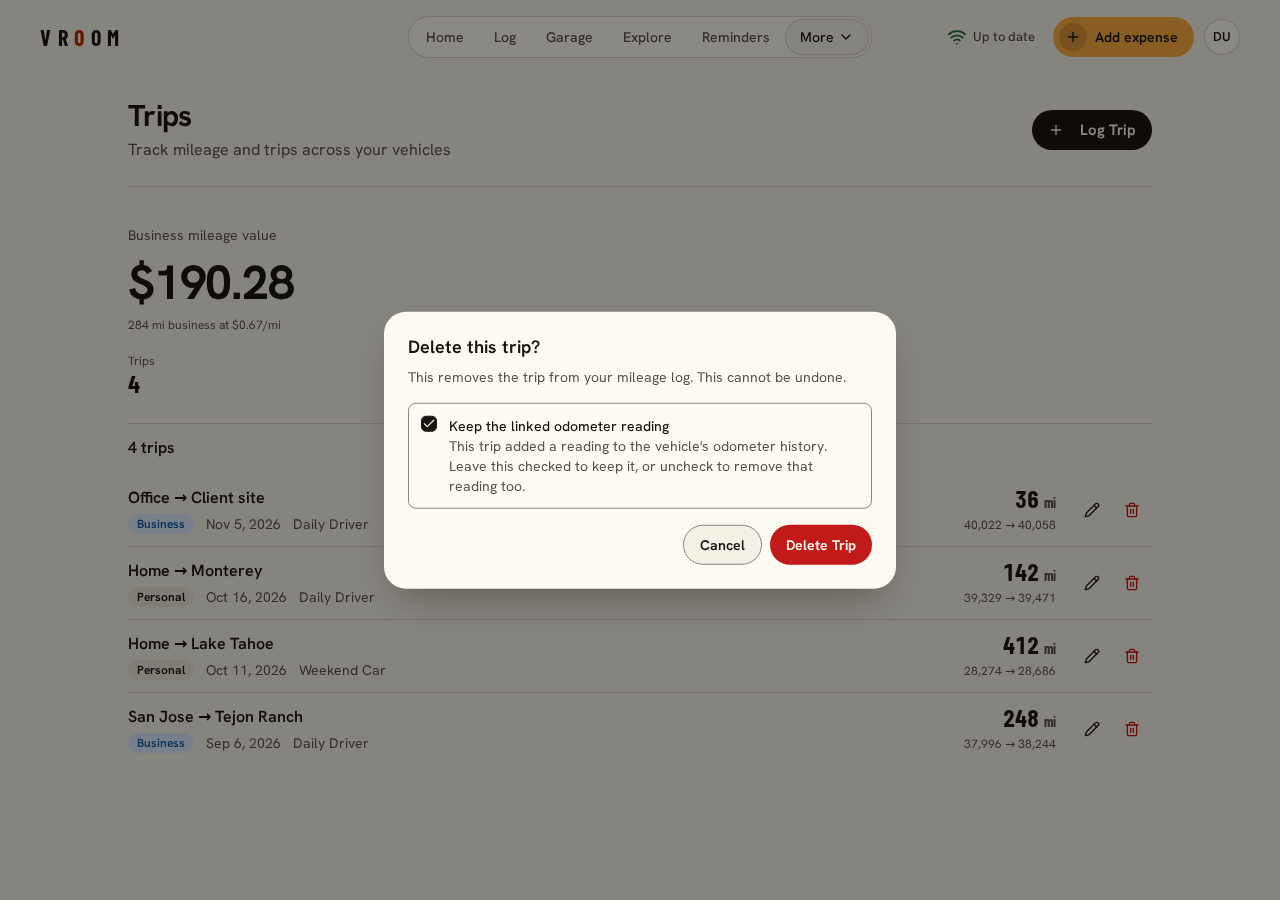 VROOM
Home Log Garage Explore Reminders More
Up to date
Add expense
DU
Trips
Track mileage and trips across your vehicles
Log Trip
Business mileage value
$190.28
284 mi business at $0.67/mi
Trips
4
4 trips
Delete this trip?
This removes the trip from your mileage log. This cannot be undone.
Keep the linked odometer reading
This trip added a reading to the vehicle's odometer history.
Leave this checked to keep it, or uncheck to remove that
reading too.
Cancel
Delete Trip
Office → Client site
36 mi
Business Nov 5, 2026 Daily Driver
40,022 → 40,058
Home → Monterey
142 mi
Personal Oct 16, 2026 Daily Driver
39,329 → 39,471
Home → Lake Tahoe
412 mi
Personal Oct 11, 2026 Weekend Car
28,274 → 28,686
San Jose → Tejon Ranch
248 mi
Business Sep 6, 2026 Daily Driver
37,996 → 38,244